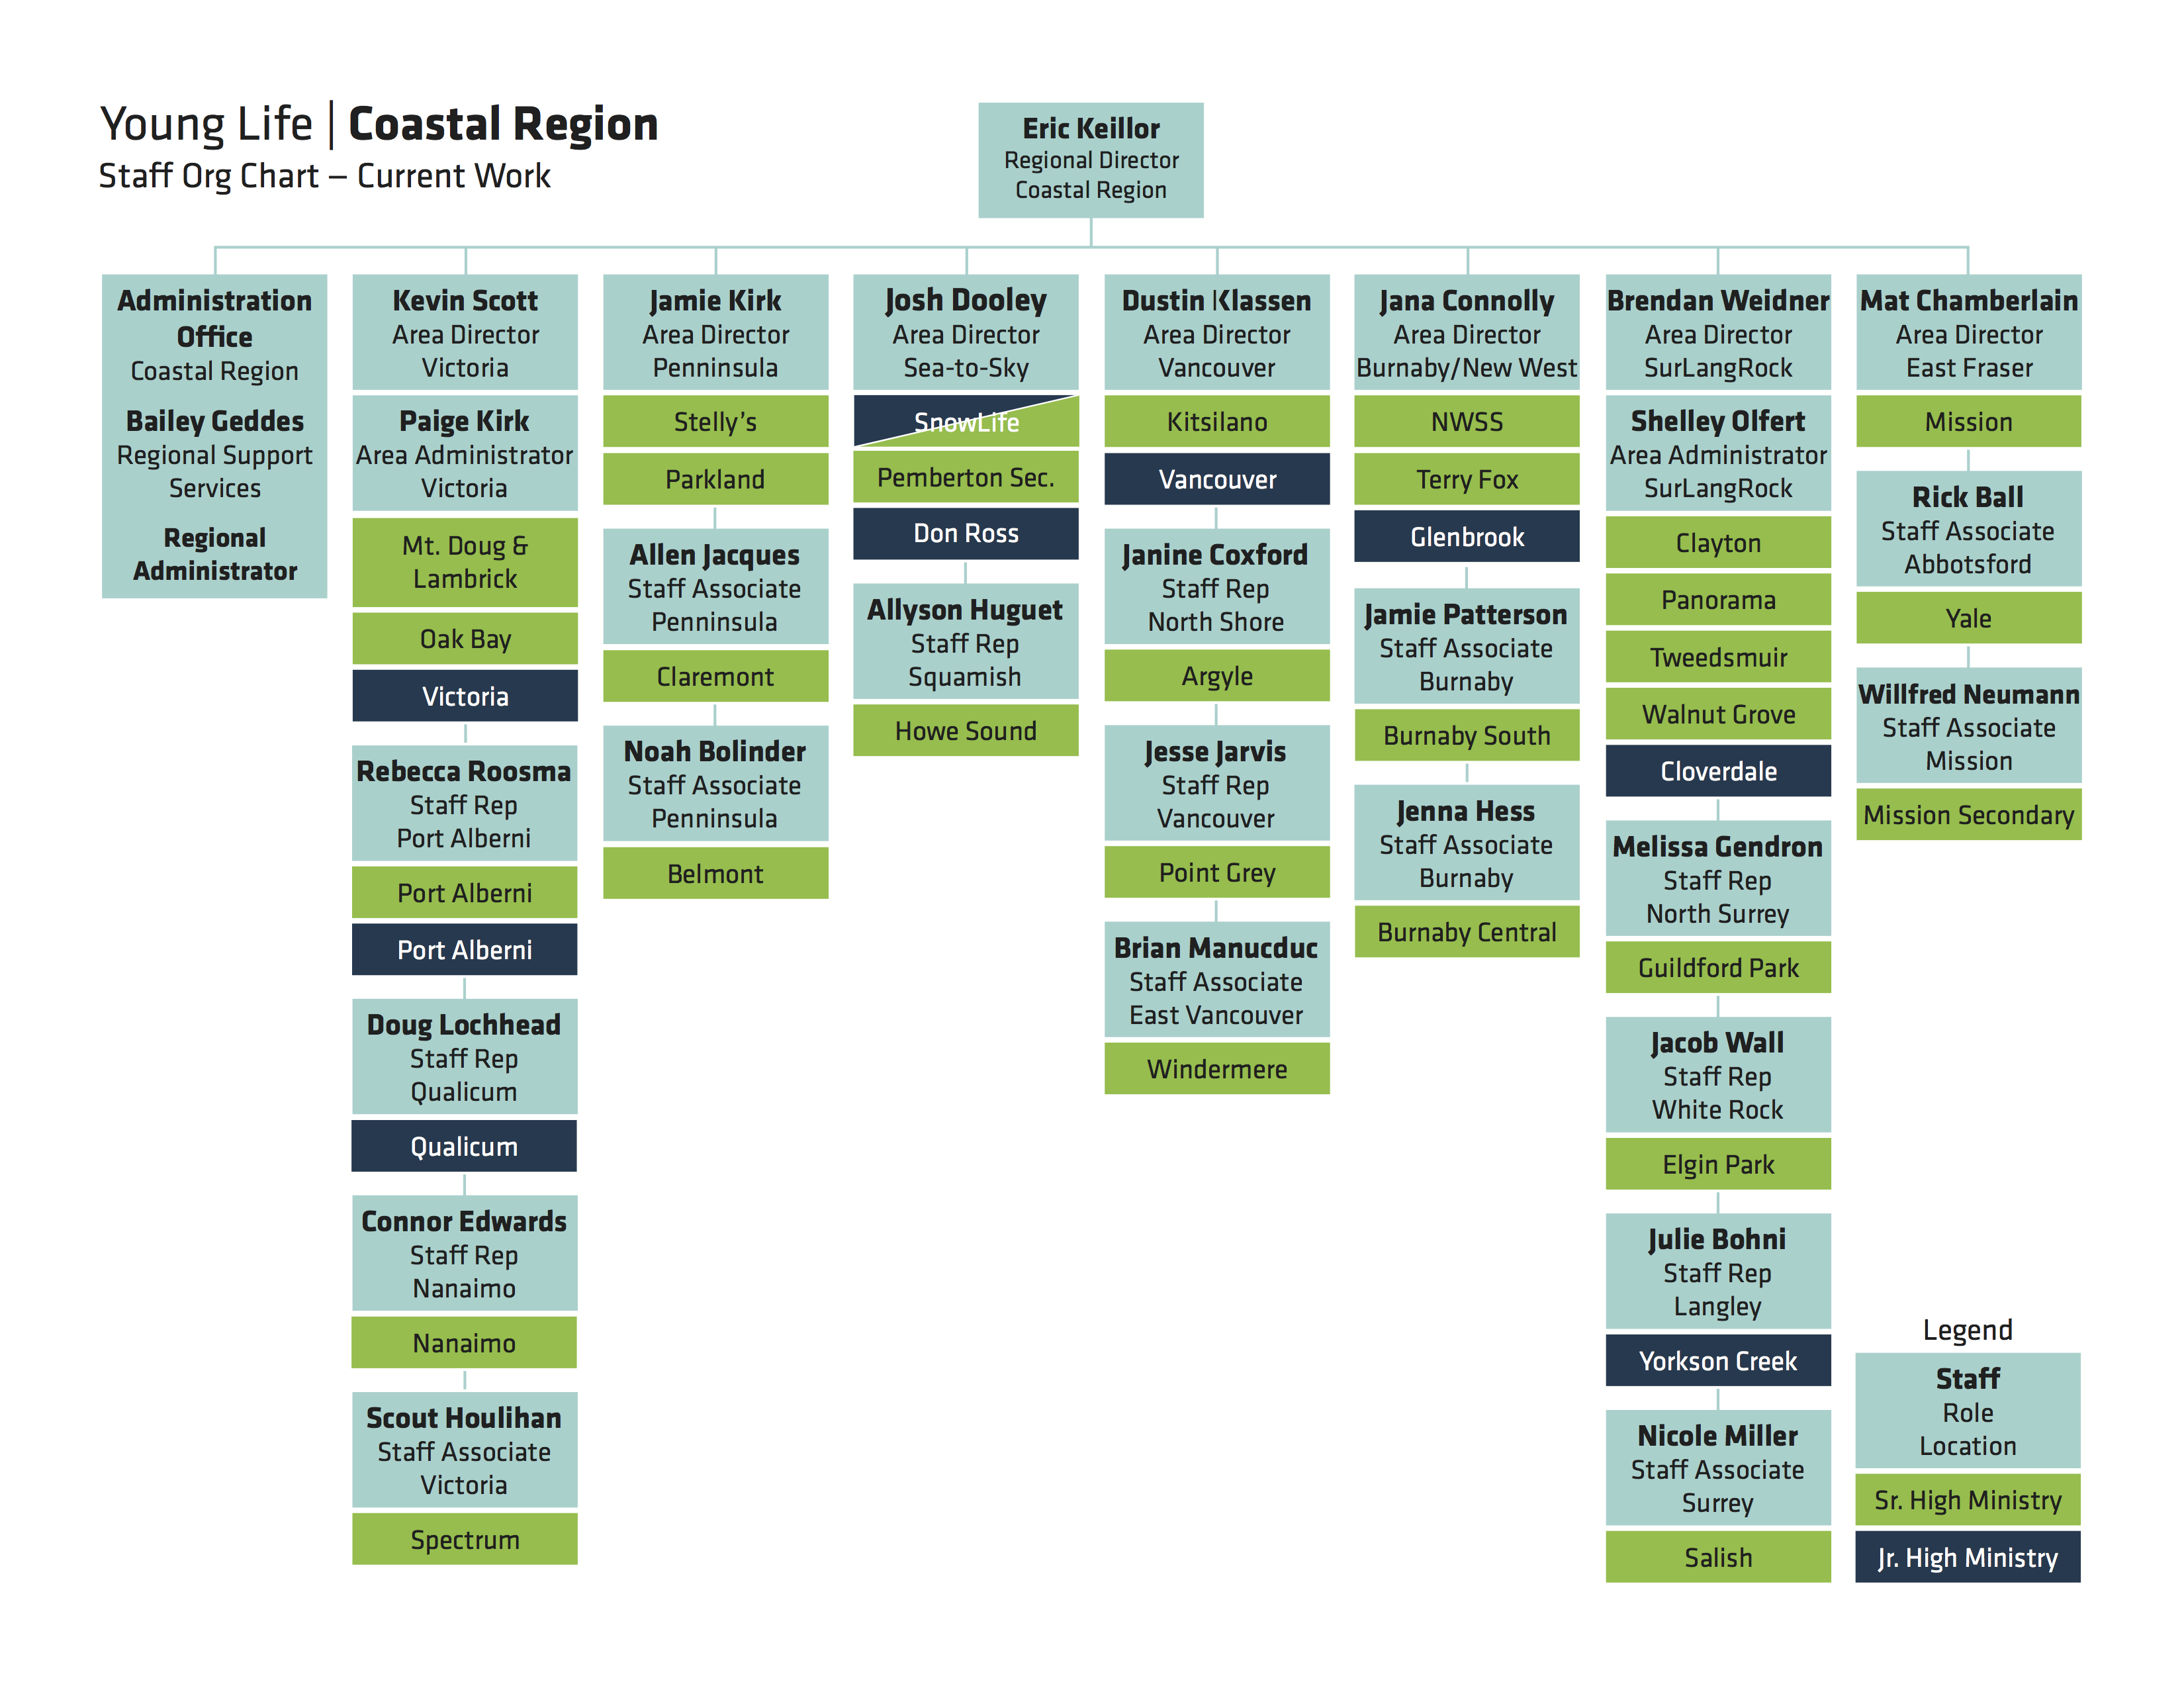 Young Life | Coastal Region
Staff Org Chart – Current Work
Eric Keillor
Regional Director
Coastal Region
Administration
Office
Coastal Region
Bailey Geddes
Regional Support
Services
Regional
Administrator
Kevin Scott
Area Director
Victoria
Paige Kirk
Area Administrator
Victoria
Mt. Doug &
Lambrick
Oak Bay
Victoria
Rebecca Roosma
Staff Rep
Port Alberni
Port Alberni
Port Alberni
Doug Lochhead
Staff Rep
Qualicum
Qualicum
Connor Edwards
Staff Rep
Nanaimo
Nanaimo
Scout Houlihan
Staff Associate
Victoria
Spectrum
Jamie Kirk
Area Director
Penninsula
Stelly's
Parkland
Allen Jacques
Staff Associate
Penninsula
Claremont
Noah Bolinder
Staff Associate
Penninsula
Belmont
Josh Dooley
Area Director
Sea-to-Sky
SnowLife
Pemberton Sec.
Don Ross
Allyson Huguet
Staff Rep
Squamish
Howe Sound
Dustin Klassen
Area Director
Vancouver
Kitsilano
Vancouver
Janine Coxford
Staff Rep
North Shore
Argyle
Jesse Jarvis
Staff Rep
Vancouver
Point Grey
Brian Manucduc
Staff Associate
East Vancouver
Windermere
Jana Connolly
Area Director
Burnaby/New West
NWSS
Terry Fox
Glenbrook
Jamie Patterson
Staff Associate
Burnaby
Burnaby South
Jenna Hess
Staff Associate
Burnaby
Burnaby Central
Brendan Weidner
Area Director
SurLangRock
Shelley Olfert
Area Administrator
SurLangRock
Clayton
Panorama
Tweedsmuir
Walnut Grove
Cloverdale
Melissa Gendron
Staff Rep
North Surrey
Guildford Park
Jacob Wall
Staff Rep
White Rock
Elgin Park
Julie Bohni
Staff Rep
Langley
Yorkson Creek
Nicole Miller
Staff Associate
Surrey
Salish
Mat Chamberlain
Area Director
East Fraser
Mission
Rick Ball
Staff Associate
Abbotsford
Yale
Willfred Neumann
Staff Associate
Mission
Mission Secondary
Legend
Staff
Role
Location
Sr. High Ministry
Jr. High Ministry